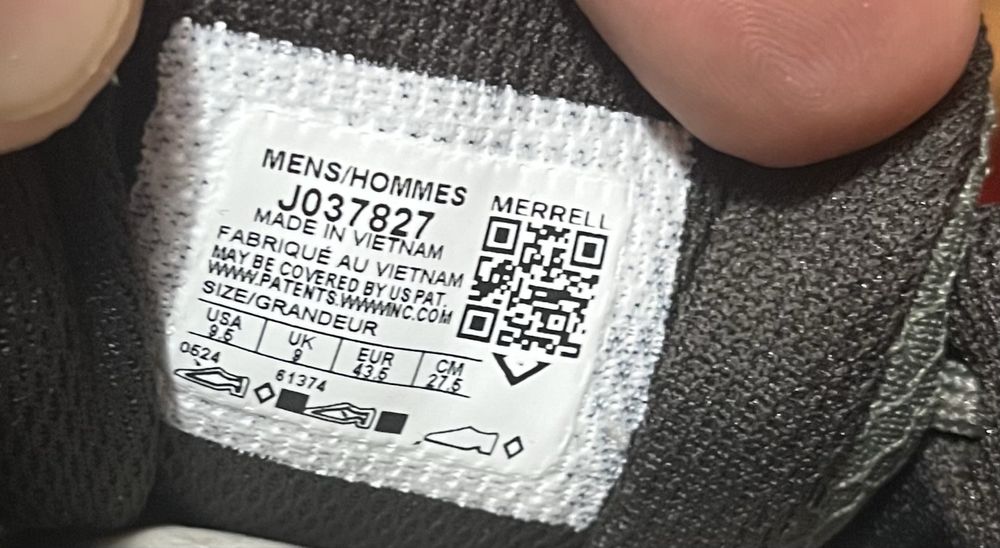 MENS/HOMMES
J037827
MADE IN VIETNAM
FABRIQUÉ AU VIETNAM
MAY BE COVERED BY US PAT.
WWW.PATENTS.WWWINC.COM
SIZE/GRANDEUR
USA UK EUR CM
9.5 9 43.5 27.5
0524
61374
MERRELL